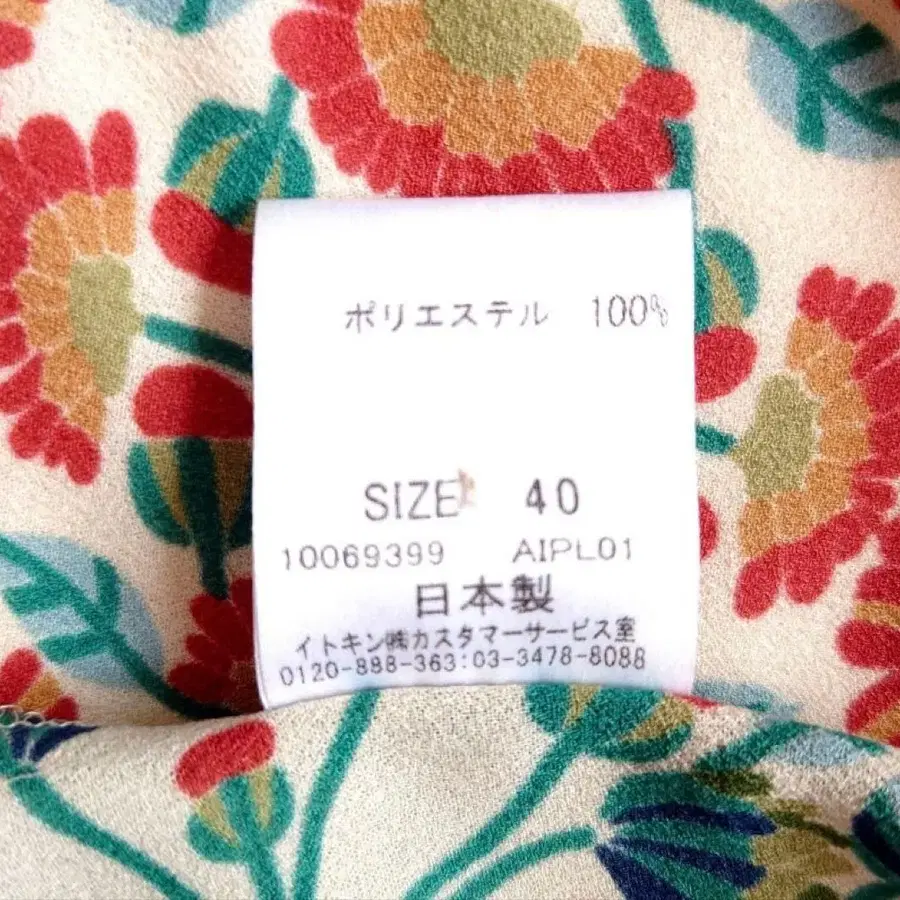 ポリエステル 100%
SIZE 40
10069399 AIPL01
日本製
イトキン㈱カスタマーサービス室
0120-888-363:03-3478-8088